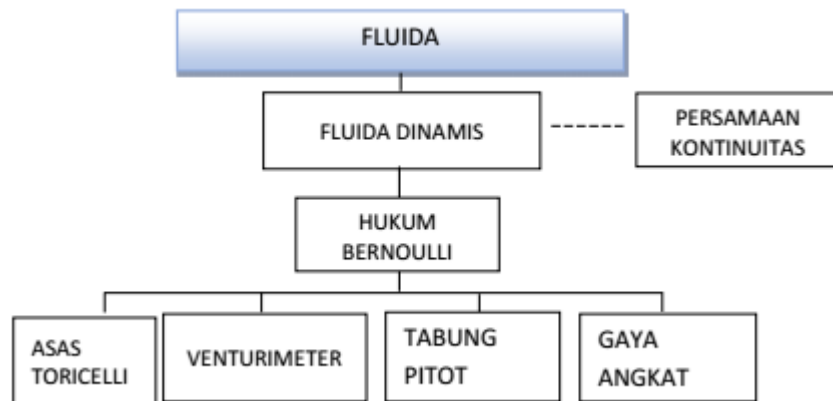 FLUIDA
FLUIDA DINAMIS
PERSAMAAN
KONTINUITAS
HUKUM
BERNOULLI
ASAS
TORICELLI
VENTURIMETER
TABUNG
PITOT
GAYA
ANGKAT